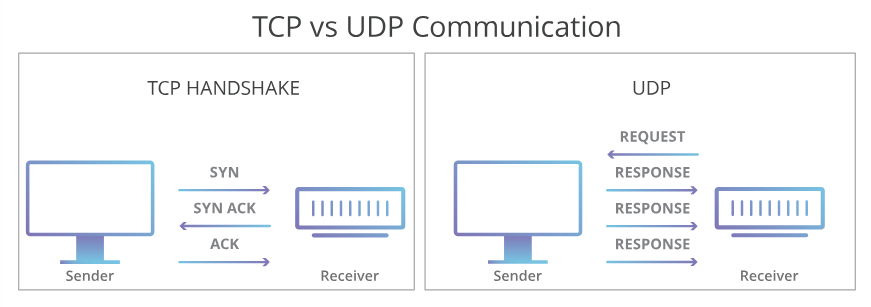 TCP vs UDP Communication
TCP HANDSHAKE
SYN
SYN ACK
ACK
Sender
Receiver
UDP
REQUEST
RESPONSE
RESPONSE
RESPONSE
Sender
Receiver